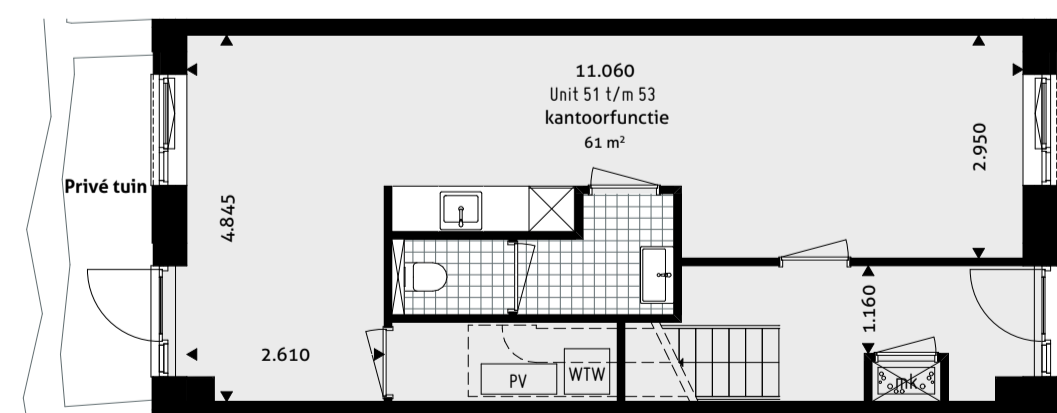 11.060
Unit 51 t/m 53
kantoorfunctie
61 m²
2.950
Privé tuin
4.845
1.160
2.610
PV
WTW
mk